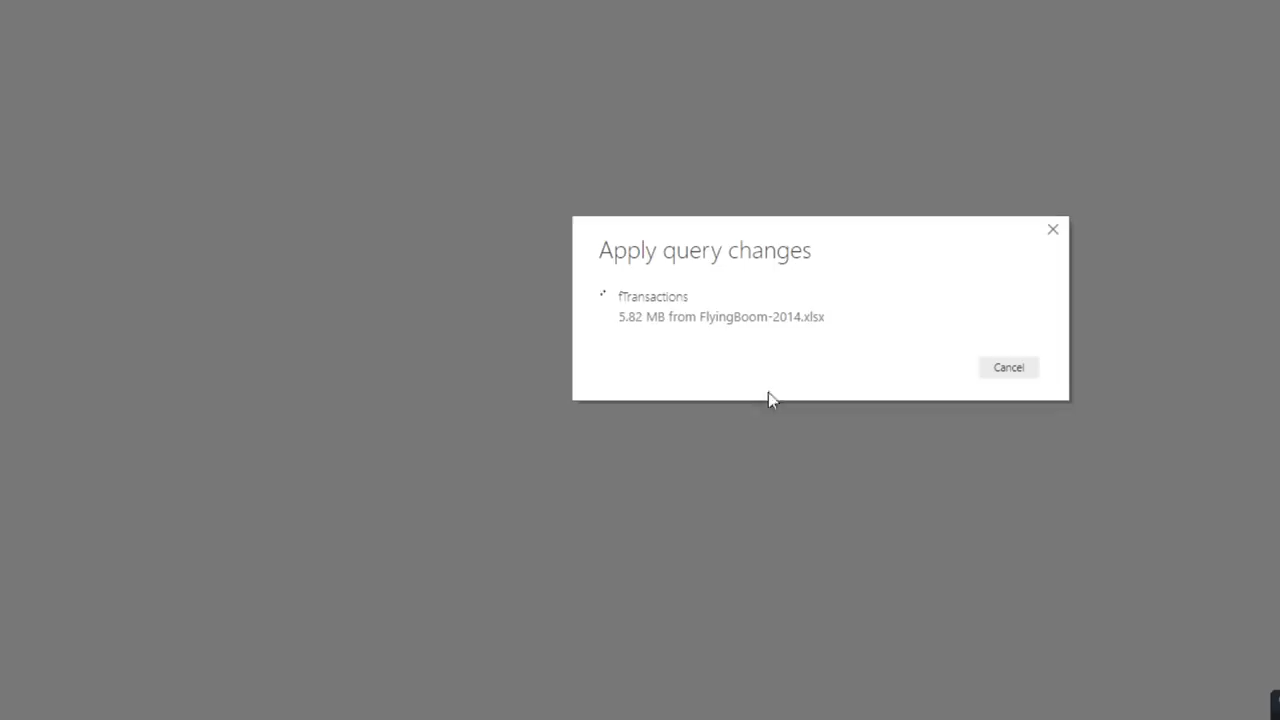 Apply query changes
fTransactions
5.82 MB from FlyingBoom-2014.xlsx
Cancel